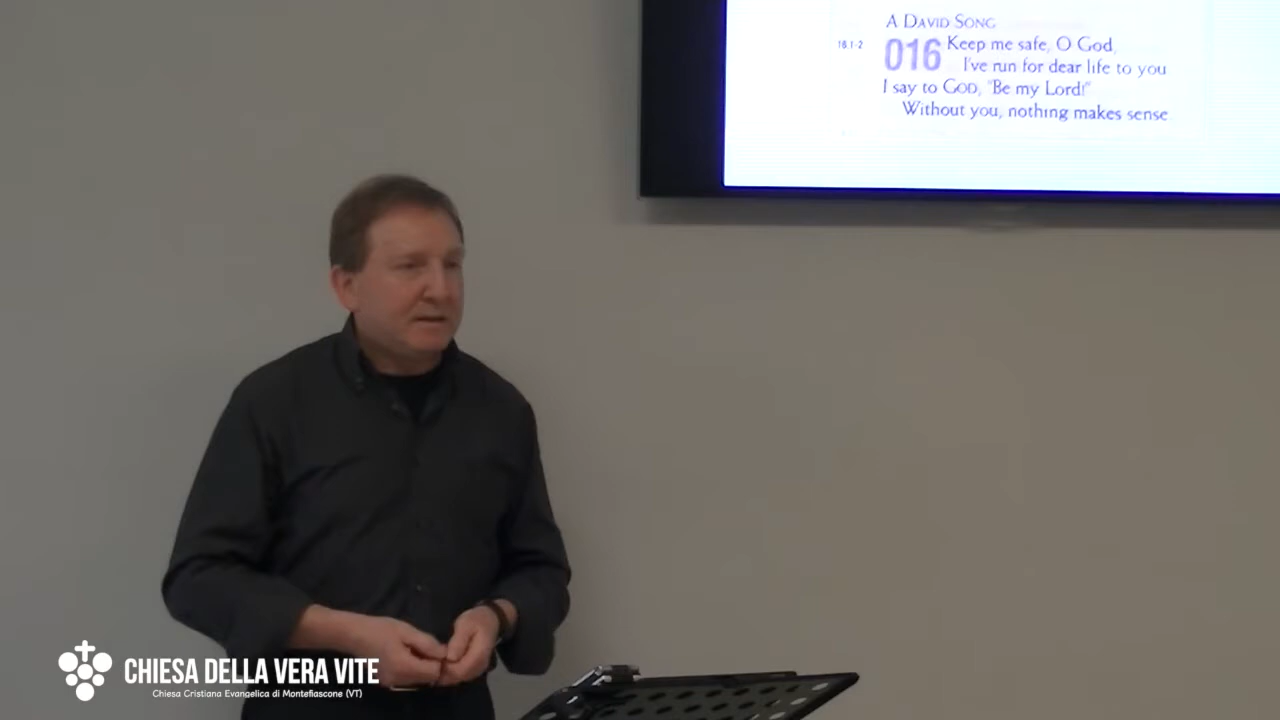 A DAVID SONG
16.1-2
016 Keep me safe, O God,
I've run for dear life to you
I say to GOD, "Be my Lord!"
Without you, nothing makes sense
CHIESA DELLA VERA VITE
Chiesa Cristiana Evangelica di Montefiascone (VT)